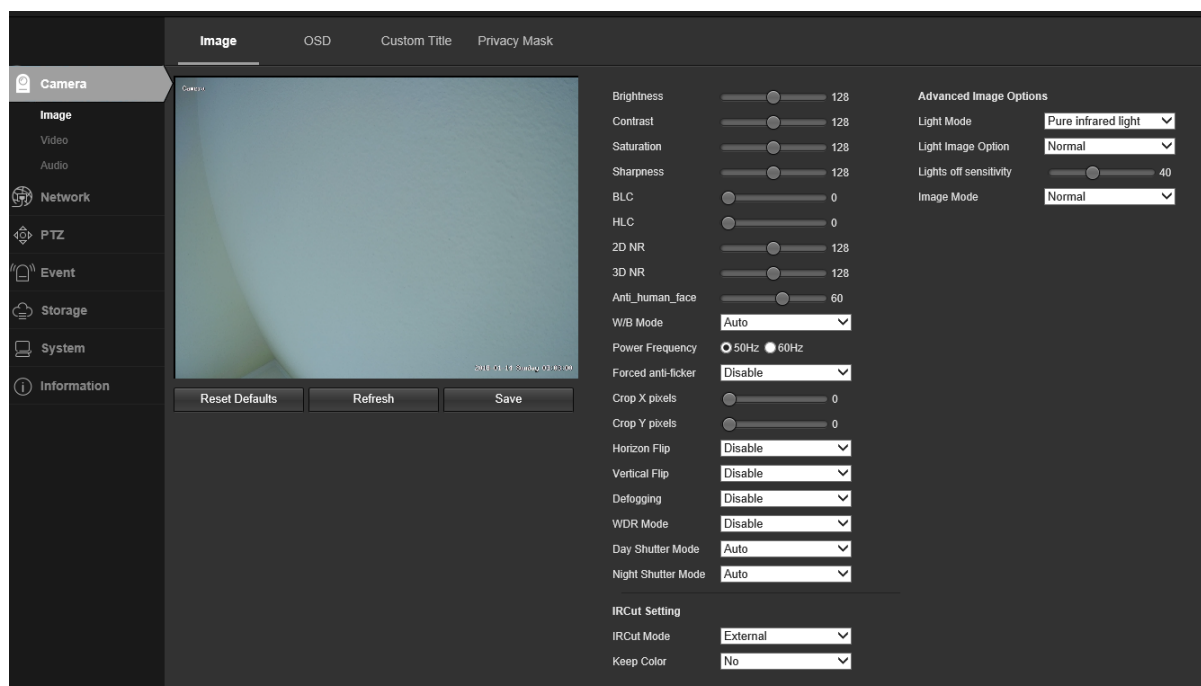 Image OSD Custom Title Privacy Mask
Camera
Image
Video
Audio
Network
PTZ
Event
Storage
System
Information
Camera
Reset Defaults Refresh Save
Brightness 128
Contrast 128
Saturation 128
Sharpness 128
BLC 0
HLC 0
2D NR 128
3D NR 128
Anti_human_face 60
W/B Mode Auto
Power Frequency 50Hz 60Hz
Forced anti-ficker Disable
Crop X pixels 0
Crop Y pixels 0
Horizon Flip Disable
Vertical Flip Disable
Defogging Disable
WDR Mode Disable
Day Shutter Mode Auto
Night Shutter Mode Auto
IRCut Setting
IRCut Mode External
Keep Color No
Advanced Image Options
Light Mode Pure infrared light
Light Image Option Normal
Lights off sensitivity 40
Image Mode Normal